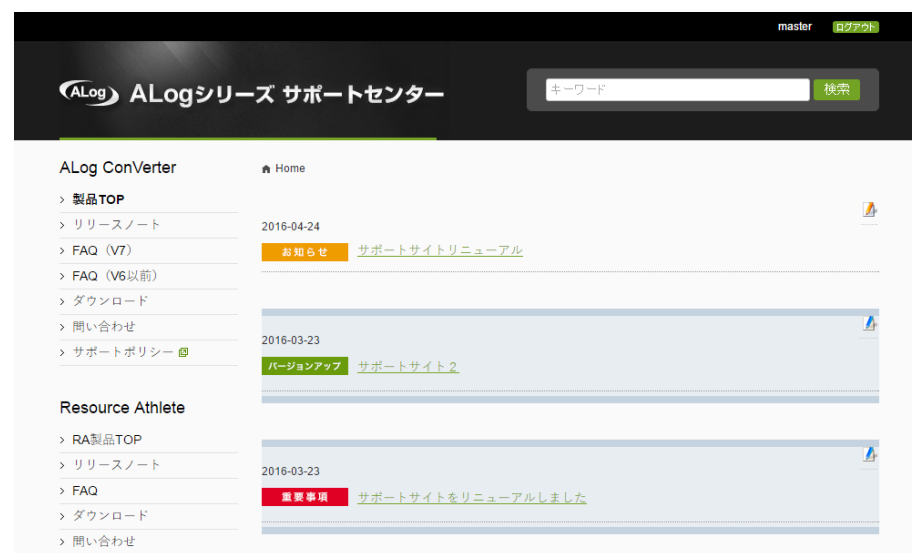 master ログアウト
ALog ALogシリーズ サポートセンター
キーワード 検索
ALog ConVerter
製品TOP
リリースノート
FAQ（V7）
FAQ（V6以前）
ダウンロード
問い合わせ
サポートポリシー
Resource Athlete
RA製品TOP
リリースノート
FAQ
ダウンロード
問い合わせ
Home
2016-04-24
お知らせ サポートサイトリニューアル
2016-03-23
バージョンアップ サポートサイト２
2016-03-23
重要事項 サポートサイトをリニューアルしました